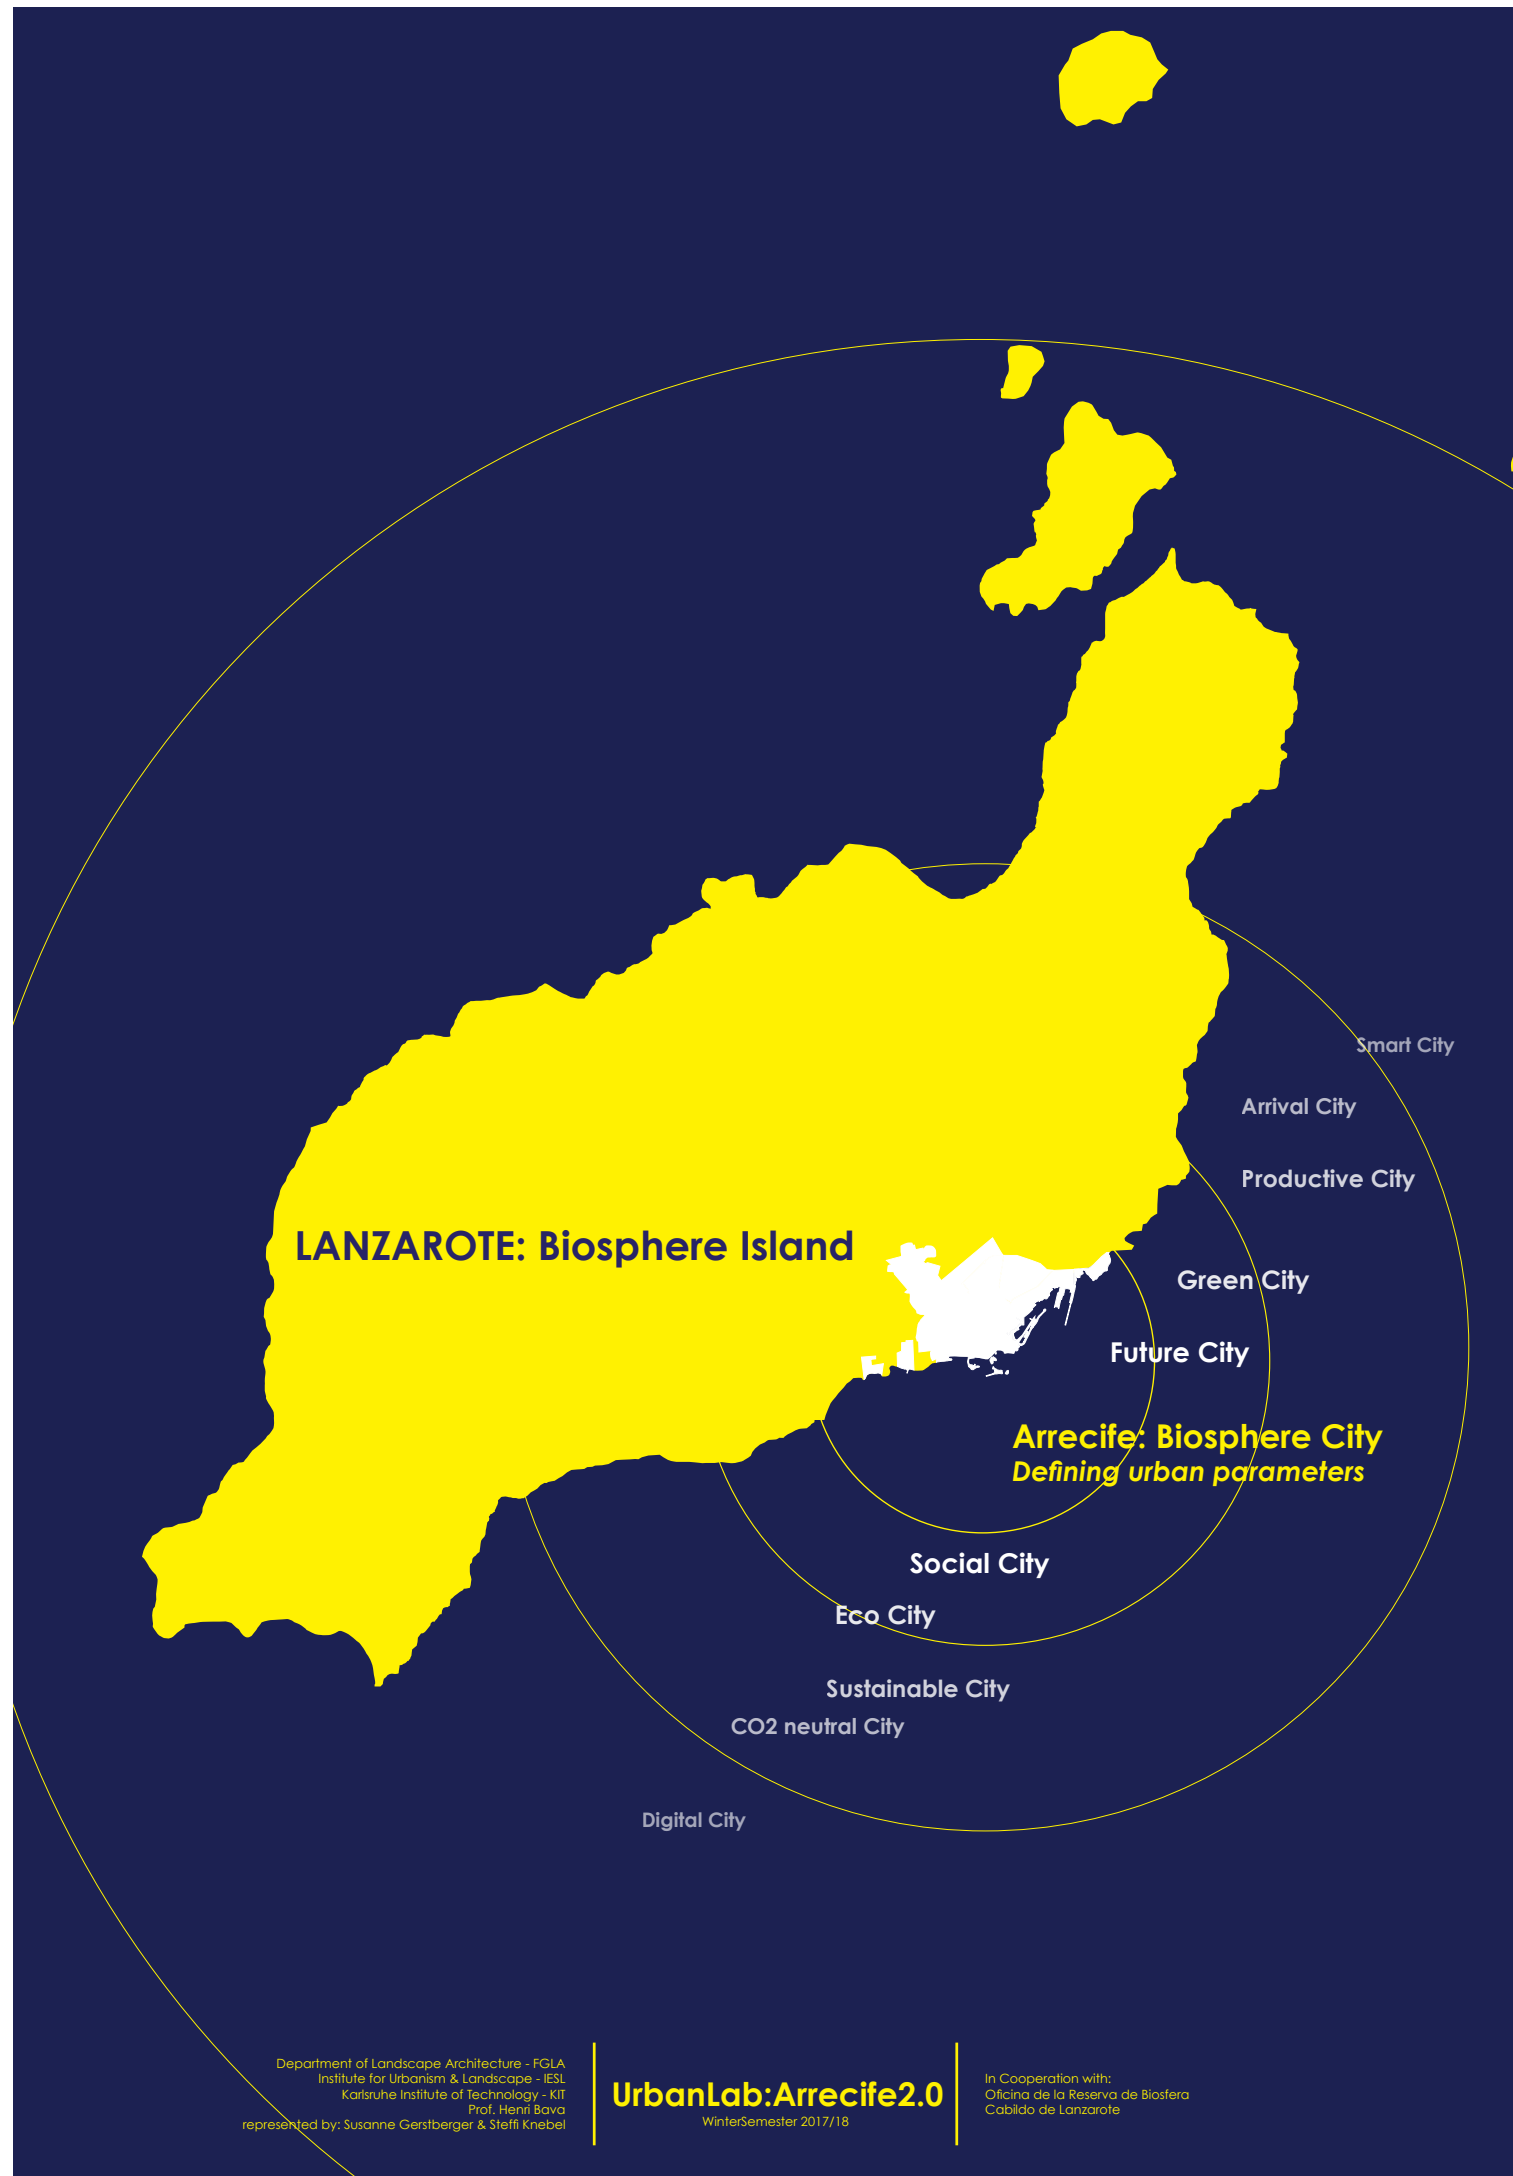 Smart City
Arrival City
Productive City
LANZAROTE: Biosphere Island
Green City
Future City
Arrecife: Biosphere City
Defining urban parameters
Social City
Eco City
Sustainable City
CO2 neutral City
Digital City
Department of Landscape Architecture - FGLA
Institute for Urbanism & Landscape - IESL
Karlsruhe Institute of Technology - KIT
Prof. Henri Bava
represented by: Susanne Gerstberger & Steffi Knebel
UrbanLab:Arrecife2.0
WinterSemester 2017/18
In Cooperation with:
Oficina de la Reserva de Biosfera
Cabildo de Lanzarote